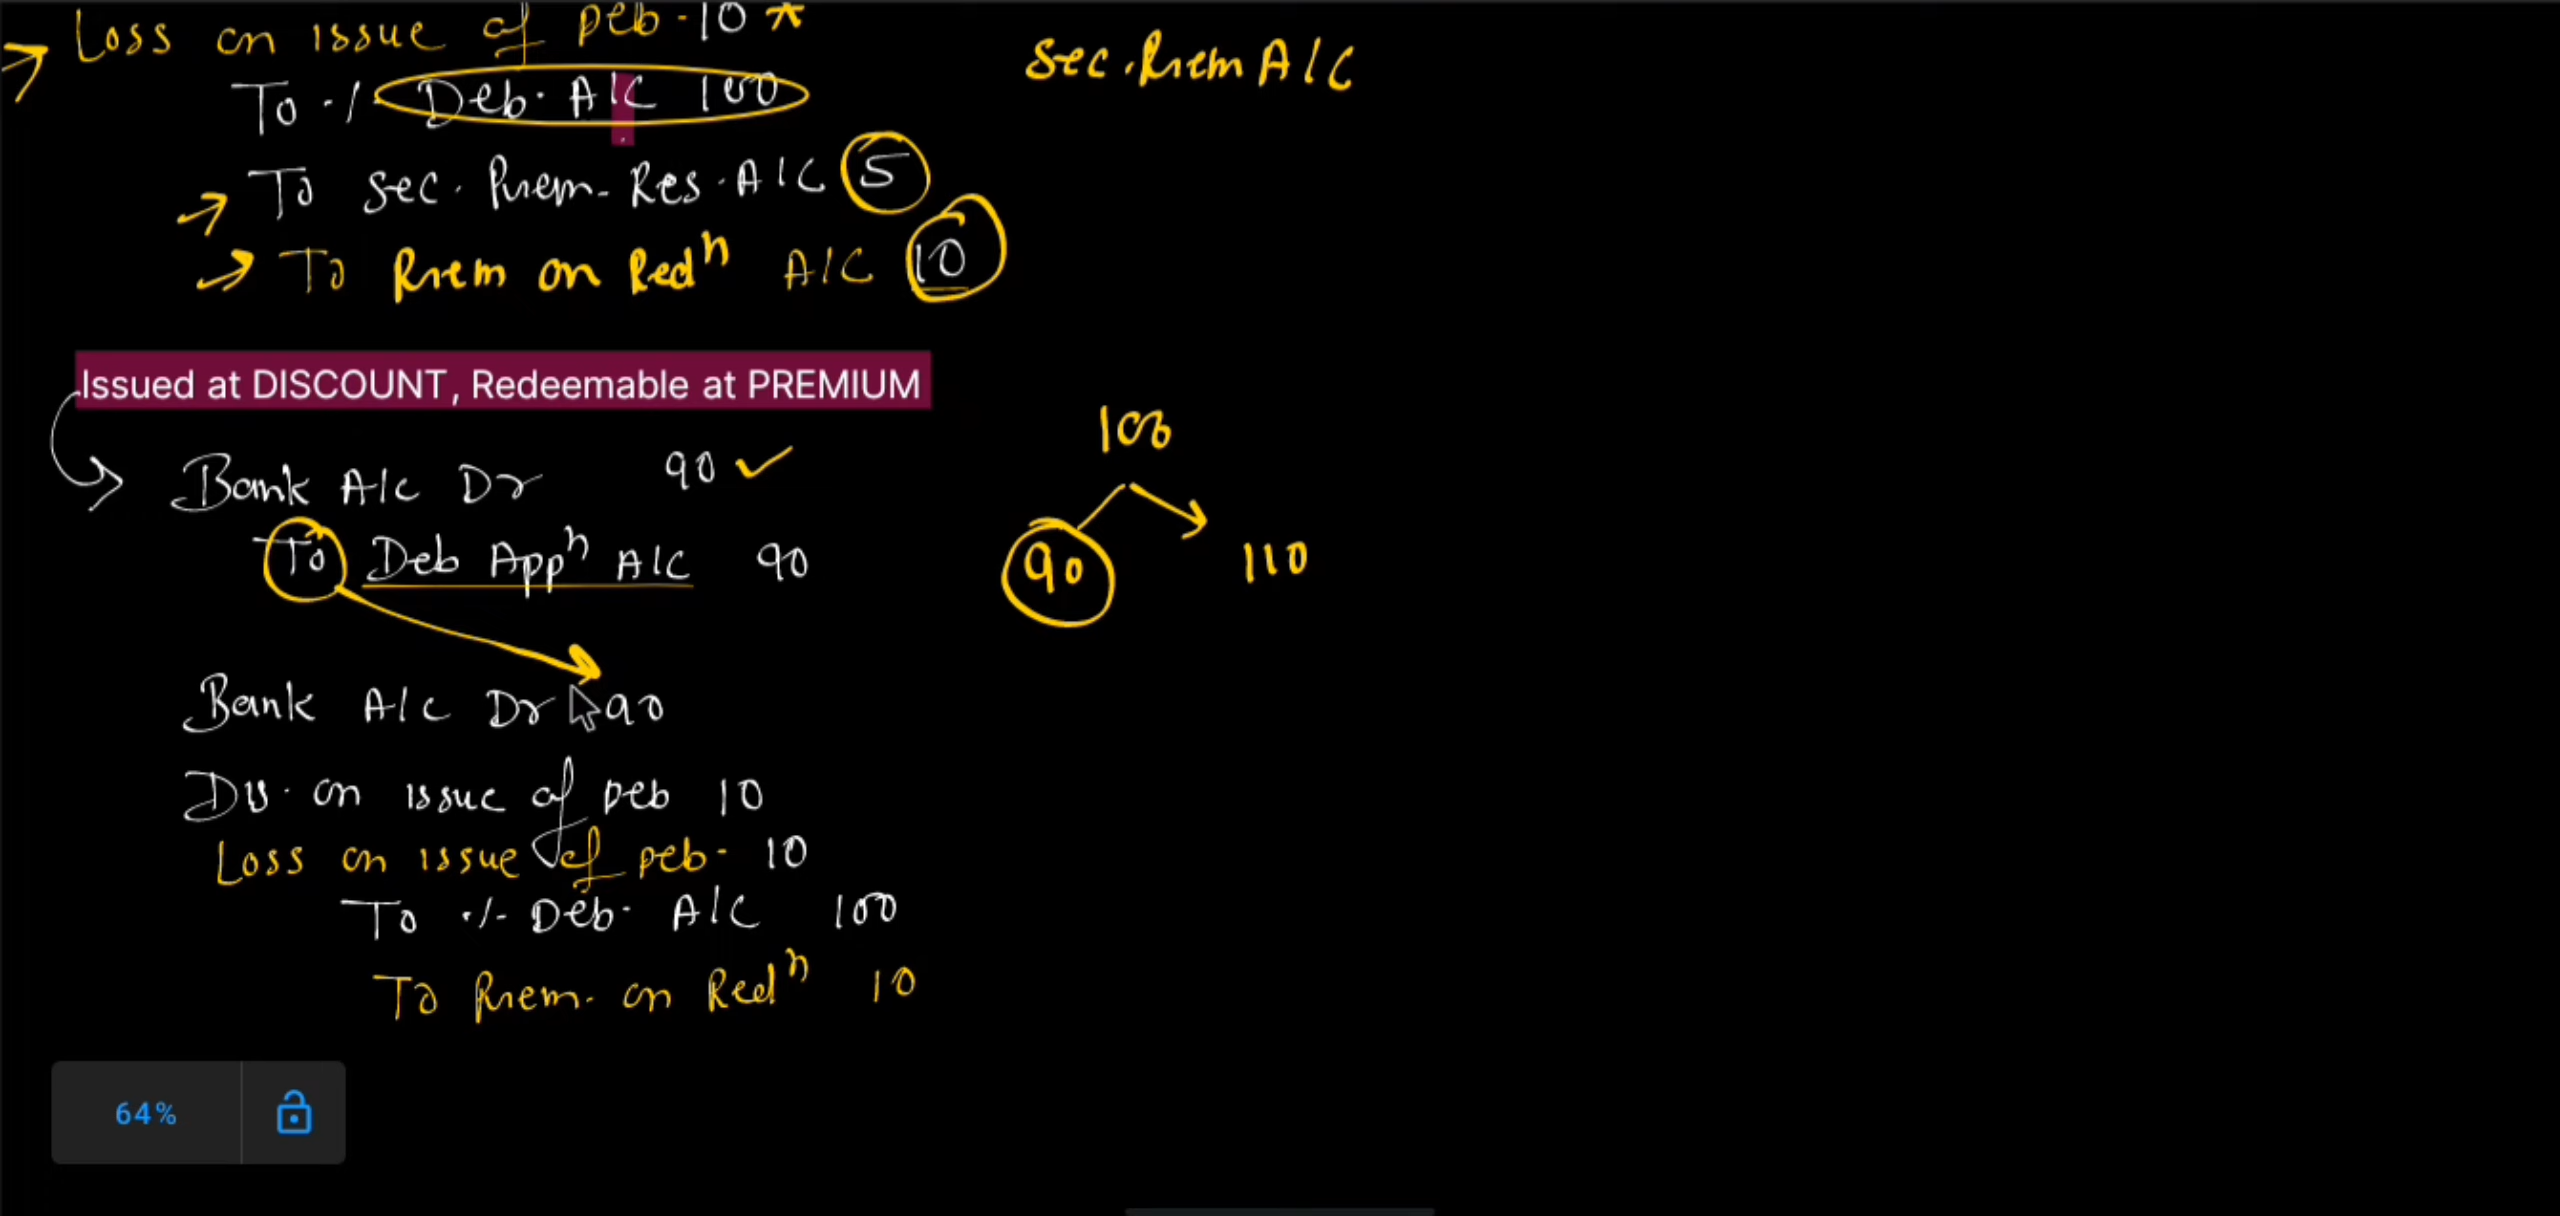 Loss on issue of Deb - 10 *
To ./. Deb. A/C 100
To Sec. Prem. Res. A/C 5
To Prem on Redn A/C 10
Sec. Prem A/C
Issued at DISCOUNT, Redeemable at PREMIUM
Bank A/c Dr 90 ✓
To Deb Apph A/C 90
100
90 110
Bank A/c Dr 90
Dis. on issue of Deb 10
Loss on issue of Deb - 10
To ./. Deb. A/C 100
To Prem. on Redn 10
64%